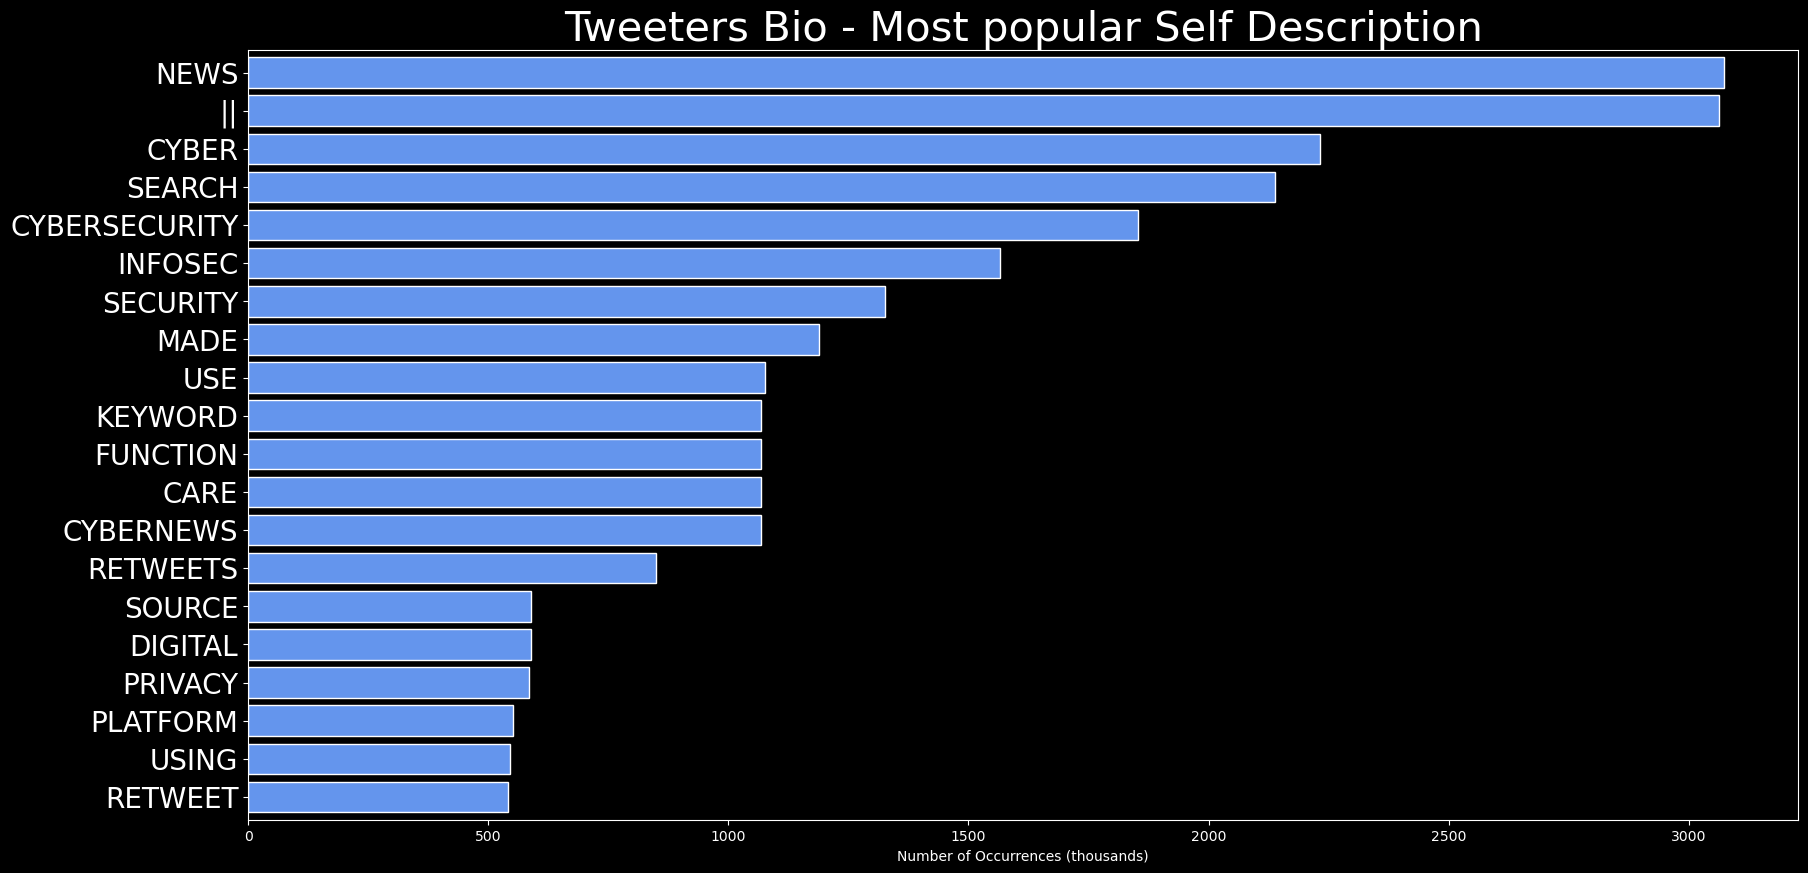 Tweeters Bio - Most popular Self Description
NEWS
||
CYBER
SEARCH
CYBERSECURITY
INFOSEC
SECURITY
MADE
USE
KEYWORD
FUNCTION
CARE
CYBERNEWS
RETWEETS
SOURCE
DIGITAL
PRIVACY
PLATFORM
USING
RETWEET
0 500 1000 1500 2000 2500 3000
Number of Occurrences (thousands)